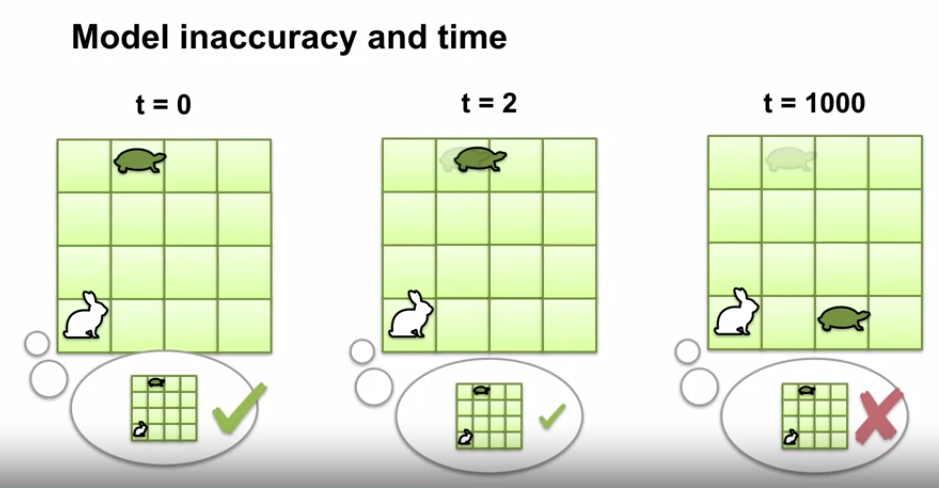 Model inaccuracy and time
t = 0
t = 2
t = 1000